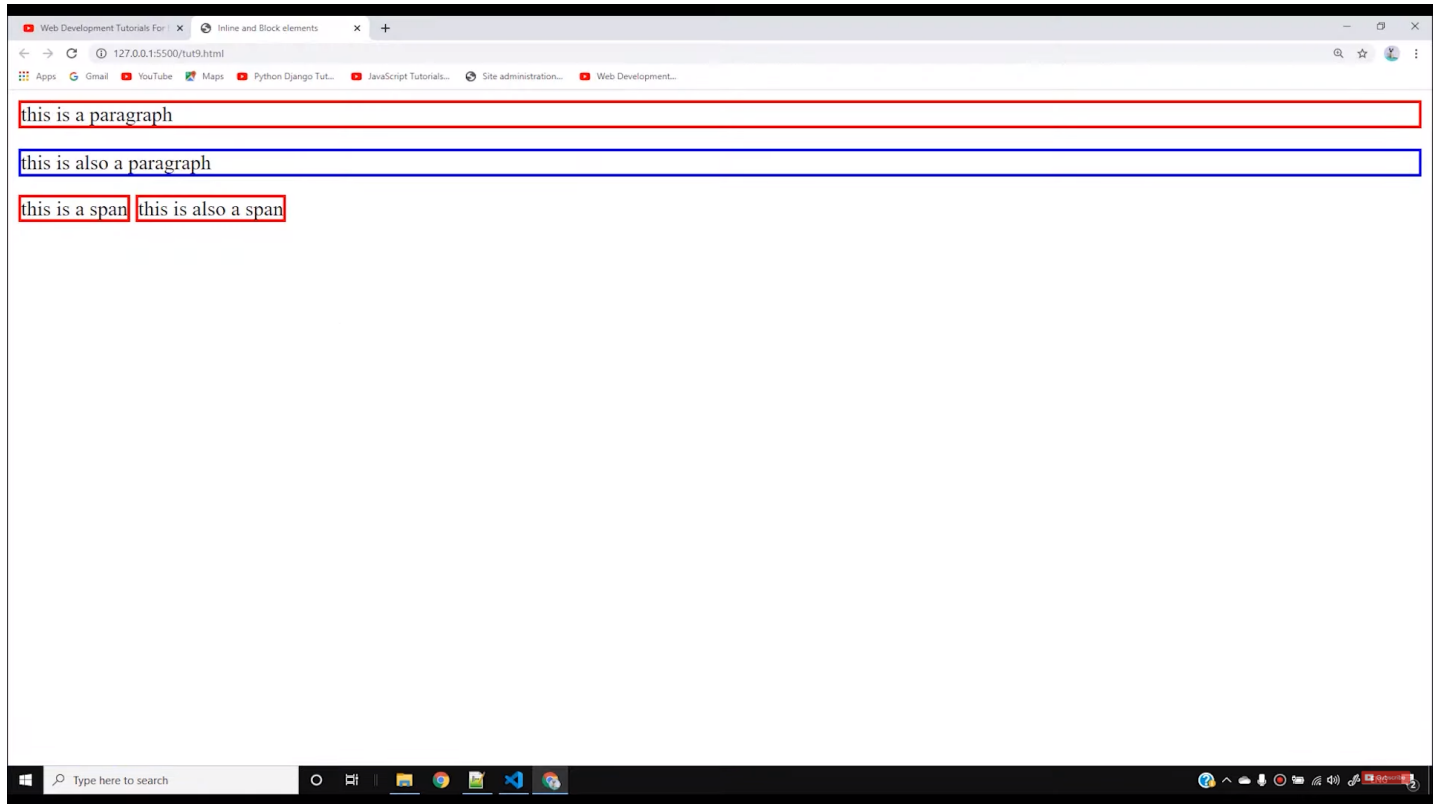 Web Development Tutorials For
Inline and Block elements
127.0.0.1:5500/tut9.html
Apps Gmail YouTube Maps Python Django Tut... JavaScript Tutorials... Site administration... Web Development...
this is a paragraph
this is also a paragraph
this is a span this is also a span
Type here to search
2